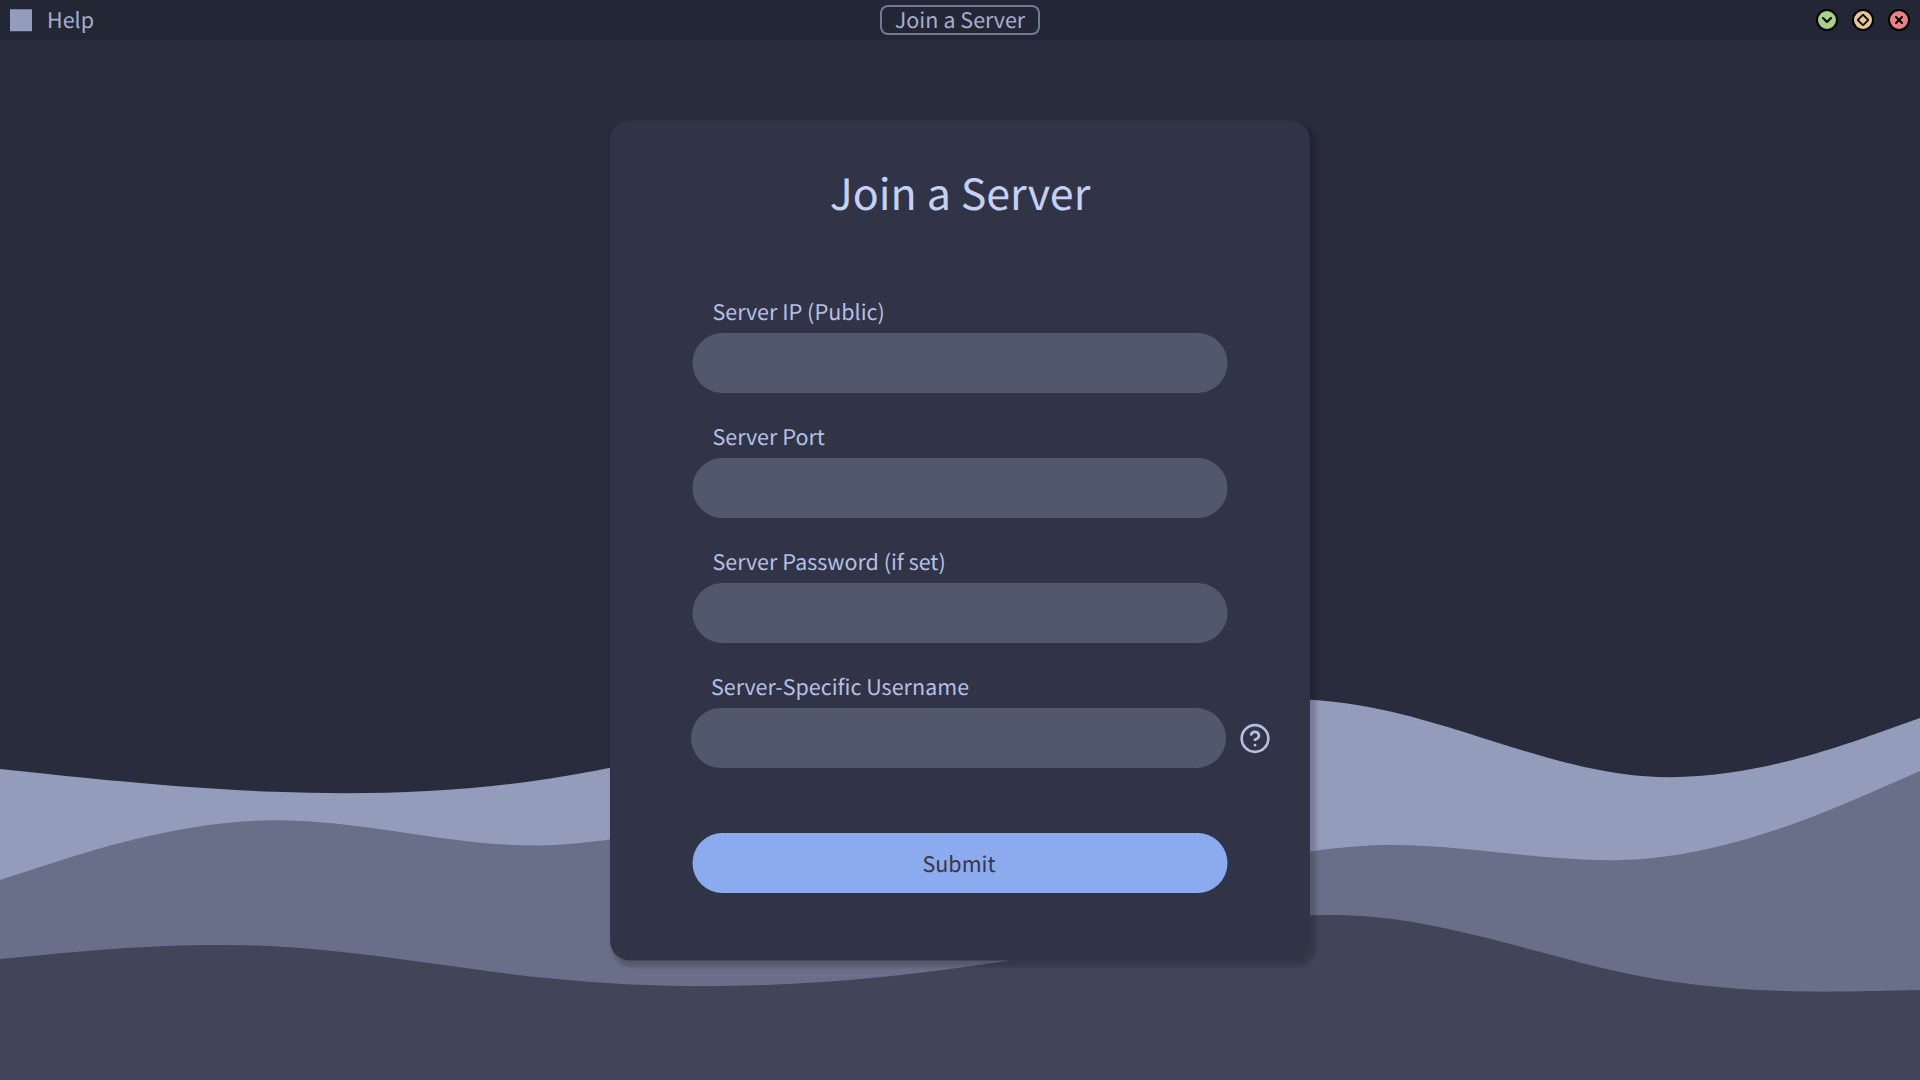 Help
Join a Server
Join a Server
Server IP (Public)
Server Port
Server Password (if set)
Server-Specific Username
Submit